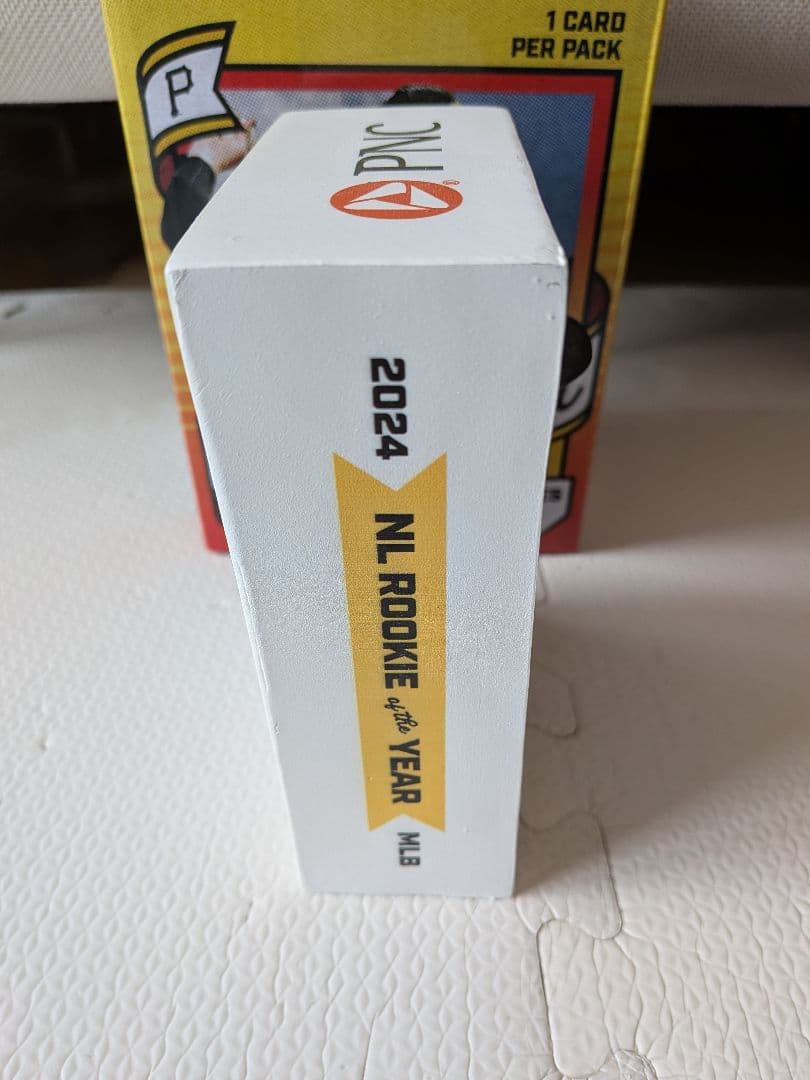 1 CARD
PER PACK
P
PNC
®
2024
NL ROOKIE of the YEAR
MLB